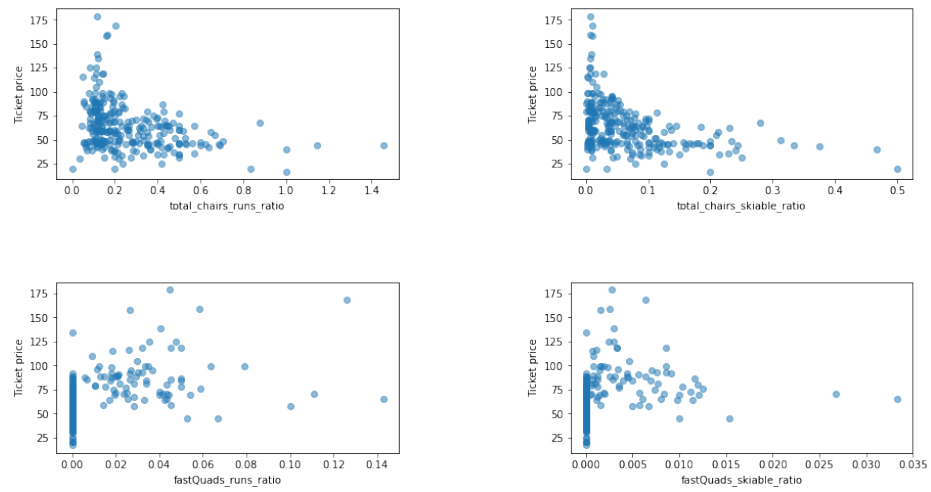 175
150
125
100
75
50
25
Ticket price
0.0 0.2 0.4 0.6 0.8 1.0 1.2 1.4
total_chairs_runs_ratio
175
150
125
100
75
50
25
Ticket price
0.0 0.1 0.2 0.3 0.4 0.5
total_chairs_skiable_ratio
175
150
125
100
75
50
25
Ticket price
0.00 0.02 0.04 0.06 0.08 0.10 0.12 0.14
fastQuads_runs_ratio
175
150
125
100
75
50
25
Ticket price
0.000 0.005 0.010 0.015 0.020 0.025 0.030 0.035
fastQuads_skiable_ratio